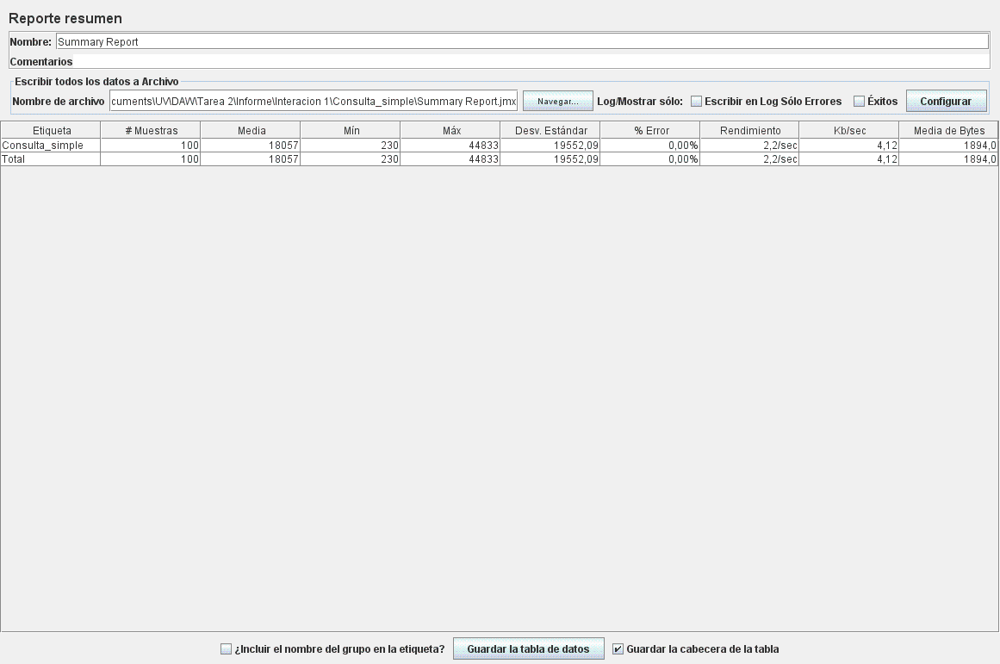 Reporte resumen
Nombre: Summary Report
Comentarios
Escribir todos los datos a Archivo
Nombre de archivo cuments\UV\DAW\Tarea 2\Informe\Interacion 1\Consulta_simple\Summary Report.jmx Navegar... Log/Mostrar sólo: Escribir en Log Sólo Errores Éxitos Configurar
Etiqueta # Muestras Media Mín Máx Desv. Estándar % Error Rendimiento Kb/sec Media de Bytes
Consulta_simple 100 18057 230 44833 19552,09 0,00% 2,2/sec 4,12 1894,0
Total 100 18057 230 44833 19552,09 0,00% 2,2/sec 4,12 1894,0
¿Incluir el nombre del grupo en la etiqueta? Guardar la tabla de datos Guardar la cabecera de la tabla